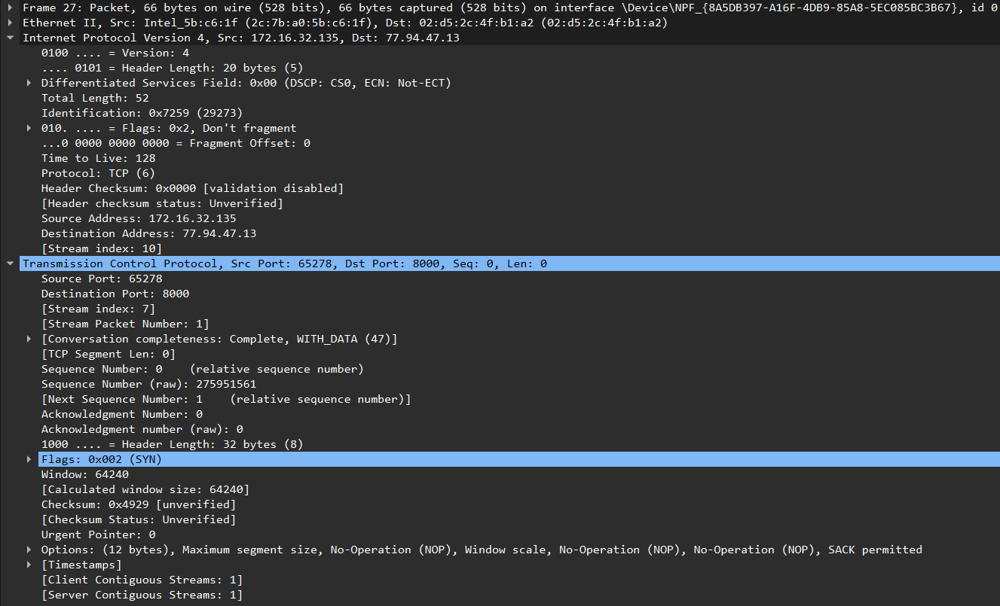 Frame 27: Packet, 66 bytes on wire (528 bits), 66 bytes captured (528 bits) on interface \Device\NPF_{8A5DB397-A16F-4DB9-85A8-5EC085BC3B67}, id 0
Ethernet II, Src: Intel_5b:c6:1f (2c:7b:a0:5b:c6:1f), Dst: 02:d5:2c:4f:b1:a2 (02:d5:2c:4f:b1:a2)
Internet Protocol Version 4, Src: 172.16.32.135, Dst: 77.94.47.13
0100 .... = Version: 4
.... 0101 = Header Length: 20 bytes (5)
Differentiated Services Field: 0x00 (DSCP: CS0, ECN: Not-ECT)
Total Length: 52
Identification: 0x7259 (29273)
010. .... = Flags: 0x2, Don't fragment
...0 0000 0000 0000 = Fragment Offset: 0
Time to Live: 128
Protocol: TCP (6)
Header Checksum: 0x0000 [validation disabled]
[Header checksum status: Unverified]
Source Address: 172.16.32.135
Destination Address: 77.94.47.13
[Stream index: 10]
Transmission Control Protocol, Src Port: 65278, Dst Port: 8000, Seq: 0, Len: 0
Source Port: 65278
Destination Port: 8000
[Stream index: 7]
[Stream Packet Number: 1]
[Conversation completeness: Complete, WITH_DATA (47)]
[TCP Segment Len: 0]
Sequence Number: 0    (relative sequence number)
Sequence Number (raw): 275951561
[Next Sequence Number: 1    (relative sequence number)]
Acknowledgment Number: 0
Acknowledgment number (raw): 0
1000 .... = Header Length: 32 bytes (8)
Flags: 0x002 (SYN)
Window: 64240
[Calculated window size: 64240]
Checksum: 0x4929 [unverified]
[Checksum Status: Unverified]
Urgent Pointer: 0
Options: (12 bytes), Maximum segment size, No-Operation (NOP), Window scale, No-Operation (NOP), No-Operation (NOP), SACK permitted
[Timestamps]
[Client Contiguous Streams: 1]
[Server Contiguous Streams: 1]